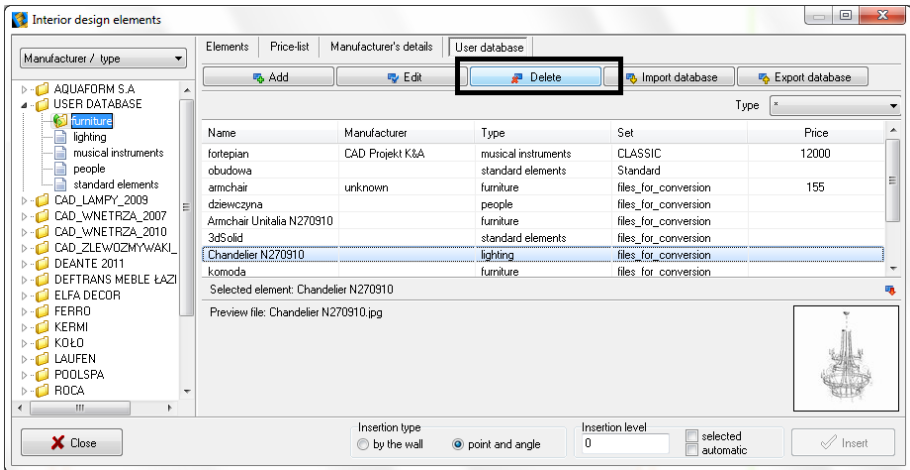 Interior design elements
Manufacturer / type
Elements Price-list Manufacturer's details User database
Add Edit Delete Import database Export database
Type *
AQUAFORM S.A
USER DATABASE
furniture
lighting
musical instruments
people
standard elements
CAD_LAMPY_2009
CAD_WNETRZA_2007
CAD_WNETRZA_2010
CAD_ZLEWOZMYWAKI_
DEANTE 2011
DEFTRANS MEBLE ŁAZI
ELFA DECOR
FERRO
KERMI
KOŁO
LAUFEN
POOLSPA
ROCA
Name Manufacturer Type Set Price
fortepian CAD Projekt K&A musical instruments CLASSIC 12000
obudowa standard elements Standard
armchair unknown furniture files_for_conversion 155
dziewczyna people files_for_conversion
Armchair Unitalia N270910 furniture files_for_conversion
3dSolid standard elements files_for_conversion
Chandelier N270910 lighting files_for_conversion
komoda furniture files_for_conversion
Selected element: Chandelier N270910
Preview file: Chandelier N270910.jpg
Close
Insertion type
by the wall point and angle
Insertion level
0
selected
automatic
Insert